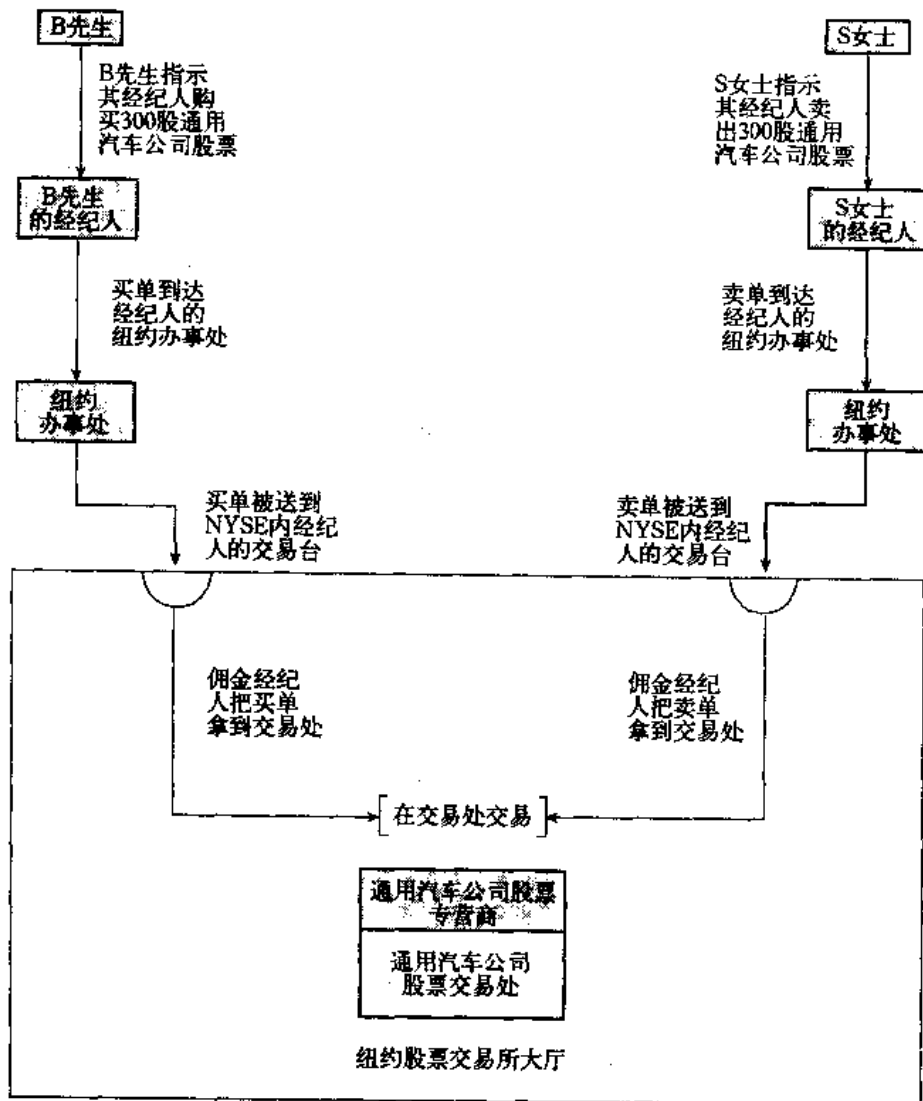 B先生
B先生指示
其经纪人购
买300股通用
汽车公司股票
B先生
的经纪人
买单到达
经纪人的
纽约办事处
纽约
办事处
买单被送到
NYSE内经纪
人的交易台
佣金经纪
人把买单
拿到交易处
S女士
S女士指示
其经纪人卖
出300股通用
汽车公司股票
S女士
的经纪人
卖单到达
经纪人的
纽约办事处
纽约
办事处
卖单被送到
NYSE内经纪
人的交易台
佣金经纪
人把卖单
拿到交易处
在交易处交易
通用汽车公司股票
专营商
通用汽车公司
股票交易处
纽约股票交易所大厅